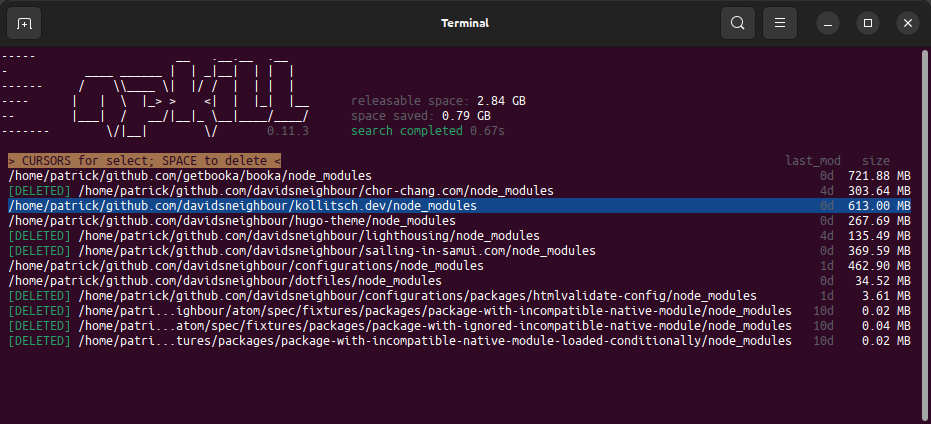 Terminal
releasable space: 2.84 GB
space saved: 0.79 GB
0.11.3 search completed 0.67s
> CURSORS for select; SPACE to delete < last_mod size
/home/patrick/github.com/getbooka/booka/node_modules 0d 721.88 MB
[DELETED] /home/patrick/github.com/davidsneighbour/chor-chang.com/node_modules 4d 303.64 MB
/home/patrick/github.com/davidsneighbour/kollitsch.dev/node_modules 0d 613.00 MB
/home/patrick/github.com/davidsneighbour/hugo-theme/node_modules 0d 267.69 MB
[DELETED] /home/patrick/github.com/davidsneighbour/lighthousing/node_modules 4d 135.49 MB
[DELETED] /home/patrick/github.com/davidsneighbour/sailing-in-samui.com/node_modules 0d 369.59 MB
/home/patrick/github.com/davidsneighbour/configurations/node_modules 1d 462.90 MB
/home/patrick/github.com/davidsneighbour/dotfiles/node_modules 0d 34.52 MB
[DELETED] /home/patrick/github.com/davidsneighbour/configurations/packages/htmlvalidate-config/node_modules 1d 3.61 MB
[DELETED] /home/patri...ighbour/atom/spec/fixtures/packages/package-with-incompatible-native-module/node_modules 10d 0.02 MB
[DELETED] /home/patri...atom/spec/fixtures/packages/package-with-ignored-incompatible-native-module/node_modules 10d 0.04 MB
[DELETED] /home/patri...tures/packages/package-with-incompatible-native-module-loaded-conditionally/node_modules 10d 0.02 MB